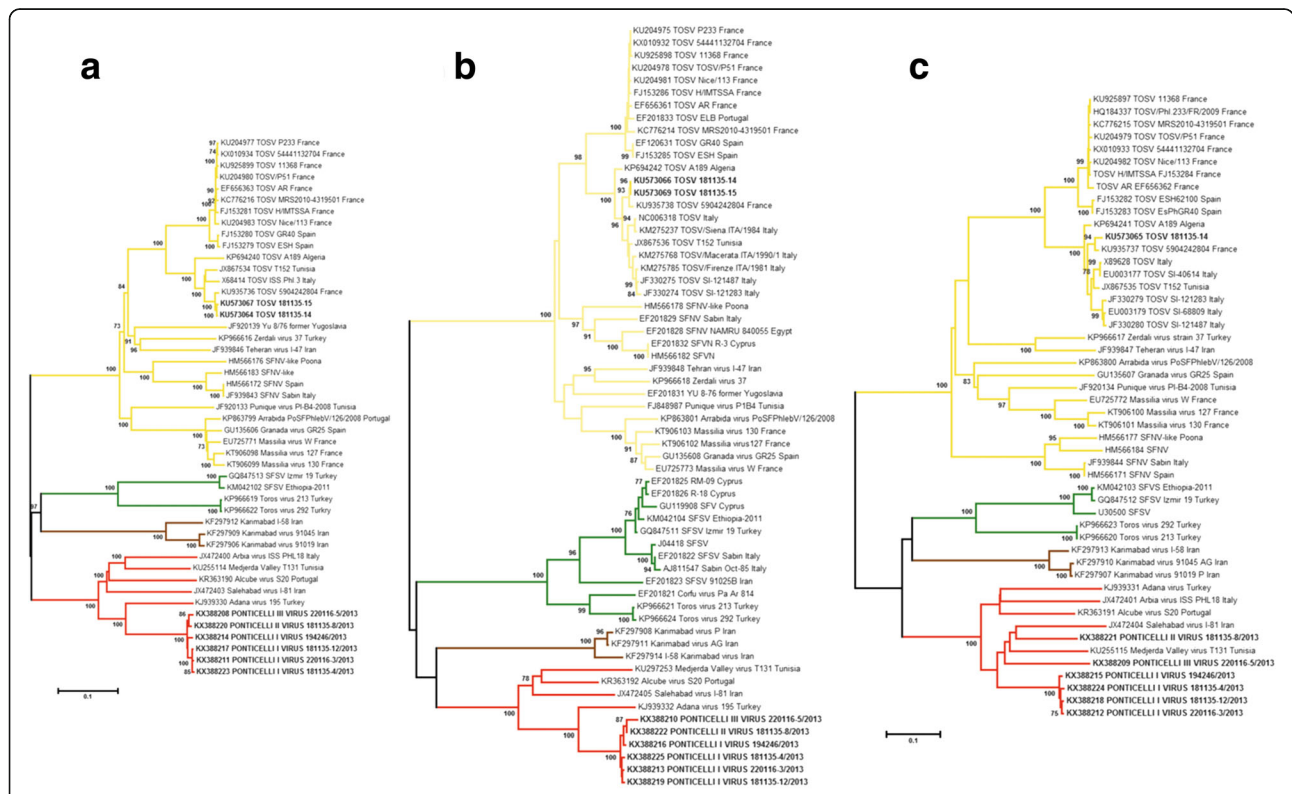 a
KU204977 TOSV P233 France
KX010934 TOSV 54441132704 France
KU925899 TOSV 11368 France
KU204980 TOSV TOSV/P51 France
EF656363 TOSV AR France
KC776216 TOSV MRS2010-4319501 France
FJ153281 TOSV H/IMTSSA France
KU204983 TOSV Nice/113 France
FJ153280 TOSV GR40 Spain
FJ153279 TOSV ESH Spain
KP694240 TOSV A189 Algeria
JX867534 TOSV T152 Tunisia
X68414 TOSV ISS Phl 3 Italy
KU935736 TOSV 5904242804 France
KU573067 TOSV 181135-15
KU573064 TOSV 181135-14
JF920139 Yu 8/76 former Yugoslavia
KP966616 Zerdali virus 37 Turkey
JF939846 Teheran virus I-47 Iran
HM566176 SFNV-like Poona
HM566183 SFNV-like
HM566172 SFNV Spain
JF939843 SFNV Sabin Italy
JF920133 Punique virus PI-B4-2008 Tunisia
KP863799 Arrabida PoSFPhlebV/126/2008 Portugal
GU135606 Granada virus GR25 Spain
EU725771 Massilia virus W France
KT906098 Massilia virus 127 France
KT906099 Massilia virus 130 France
GQ847513 SFSV Izmir 19 Turkey
KM042102 SFSV Ethiopia-2011
KP966619 Toros virus 213 Turkey
KP966622 Toros virus 292 Turkry
KF297912 Karimabad I-58 Iran
KF297909 Karimabad virus 91045 Iran
KF297906 Karimabad virus 91019 Iran
JX472400 Arbia virus ISS PHL18 Italy
KU255114 Medjerda Valley T131 Tunisia
KR363190 Alcube virus S20 Portugal
JX472403 Salehabad virus I-81 Iran
KJ939330 Adana virus 195 Turkey
KX388208 PONTICELLI III VIRUS 220116-5/2013
KX388220 PONTICELLI II VIRUS 181135-8/2013
KX388214 PONTICELLI I VIRUS 194246/2013
KX388217 PONTICELLI I VIRUS 181135-12/2013
KX388211 PONTICELLI I VIRUS 220116-3/2013
KX388223 PONTICELLI I VIRUS 181135-4/2013
0.1
b
KU204975 TOSV P233 France
KX010932 TOSV 54441132704 France
KU925898 TOSV 11368 France
KU204978 TOSV TOSV/P51 France
KU204981 TOSV Nice/113 France
FJ153286 TOSV H/IMTSSA France
EF656361 TOSV AR France
EF201833 TOSV ELB Portugal
KC776214 TOSV MRS2010-4319501 France
EF120631 TOSV GR40 Spain
FJ153285 TOSV ESH Spain
KP694242 TOSV A189 Algeria
KU573066 TOSV 181135-14
KU573069 TOSV 181135-15
KU935738 TOSV 5904242804 France
NC006318 TOSV Italy
KM275237 TOSV/Siena ITA/1984 Italy
JX867536 TOSV T152 Tunisia
KM275768 TOSV/Macerata ITA/1990/1 Italy
KM275785 TOSV/Firenze ITA/1981 Italy
JF330275 TOSV SI-121487 Italy
JF330274 TOSV SI-121283 Italy
HM566178 SFNV-like Poona
EF201829 SFNV Sabin Italy
EF201828 SFNV NAMRU 840055 Egypt
EF201832 SFVN R-3 Cyprus
HM566182 SFVN
JF939848 Tehran virus I-47 Iran
KP966618 Zerdali virus 37
EF201831 YU 8-76 former Yugoslavia
FJ848987 Punique virus P1B4 Tunisia
KP863801 Arrabida virus PoSFPhlebV/126/2008
KT906103 Massilia virus 130 France
KT906102 Massilia virus127 France
GU135608 Granada virus GR25 Spain
EU725773 Massilia virus W France
EF201825 RM-09 Cyprus
EF201826 R-18 Cyprus
GU119908 SFV Cyprus
KM042104 SFSV Ethiopia-2011
GQ847511 SFSV Izmir 19 Turkey
J04418 SFSV
EF201822 SFSV Sabin Italy
AJ811547 Sabin Oct-85 Italy
EF201823 SFSV 91025B Iran
EF201821 Corfu virus Pa Ar 814
KP966621 Toros virus 213 Turkey
KP966624 Toros virus 292 Turkey
KF297908 Karimabad virus P Iran
KF297911 Karimabad virus AG Iran
KF297914 I-58 Karimabad virus Iran
KU297253 Medjerda Valley virus T131 Tunisia
KR363192 Alcube virus S20 Portugal
JX472405 Salehabad virus I-81 Iran
KJ939332 Adana virus 195 Turkey
KX388210 PONTICELLI III VIRUS 220116-5/2013
KX388222 PONTICELLI II VIRUS 181135-8/2013
KX388216 PONTICELLI I VIRUS 194246/2013
KX388225 PONTICELLI I VIRUS 181135-4/2013
KX388213 PONTICELLI I VIRUS 220116-3/2013
KX388219 PONTICELLI I VIRUS 181135-12/2013
0.1
c
KU925897 TOSV 11368 France
HQ184337 TOSV/Phl 233/FR/2009 France
KC776215 TOSV MRS2010-4319501 France
KU204979 TOSV TOSV/P51 France
KX010933 TOSV 54441132704 France
KU204982 TOSV Nice/113 France
TOSV H/IMTSSA FJ153284 France
TOSV AR EF656362 France
FJ153282 TOSV ESH62100 Spain
FJ153283 TOSV EsPhGR40 Spain
KP694241 TOSV A189 Algeria
KU573065 TOSV 181135-14
KU935737 TOSV 5904242804 France
X89628 TOSV Italy
EU003177 TOSV SI-40614 Italy
JX867535 TOSV T152 Tunisia
JF330279 TOSV SI-121283 Italy
EU003179 TOSV SI-68809 Italy
JF330280 TOSV SI-121487 Italy
KP966617 Zerdali virus strain 37 Turkey
JF939847 Teheran virus I-47 Iran
KP863800 Arrabida virus PoSFPhlebV/126/2008
GU135607 Granada virus GR25 Spain
JF920134 Punique virus PI-B4-2008 Tunisia
EU725772 Massilia virus W France
KT906100 Massilia virus 127 France
KT906101 Massilia virus 130 France
HM566177 SFNV-like Poona
HM566184 SFNV
JF939844 SFNV Sabin Italy
HM566171 SFNV Spain
KM042103 SFVS Ethiopia-2011
GQ847512 SFSV Izmir 19 Turkey
U30500 SFSV
KP966623 Toros virus 292 Turkey
KP966620 Toros virus 213 Turkey
KF297913 Karimabad virus I-58 Iran
KF297910 Karimabad virus 91045 AG Iran
KF297907 Karimabad virus 91019 P Iran
KJ939331 Adana virus Turkey
JX472401 Arbia virus ISS PHL18 Italy
KR363191 Alcube virus S20 Portugal
JX472404 Salehabad virus I-81 Iran
KX388221 PONTICELLI II VIRUS 181135-8/2013
KU255115 Medjerda Valley virus T131 Tunisia
KX388209 PONTICELLI III VIRUS 220116-5/2013
KX388215 PONTICELLI I VIRUS 194246/2013
KX388224 PONTICELLI I VIRUS 181135-4/2013
KX388218 PONTICELLI I VIRUS 181135-12/2013
KX388212 PONTICELLI I VIRUS 220116-3/2013
0.1